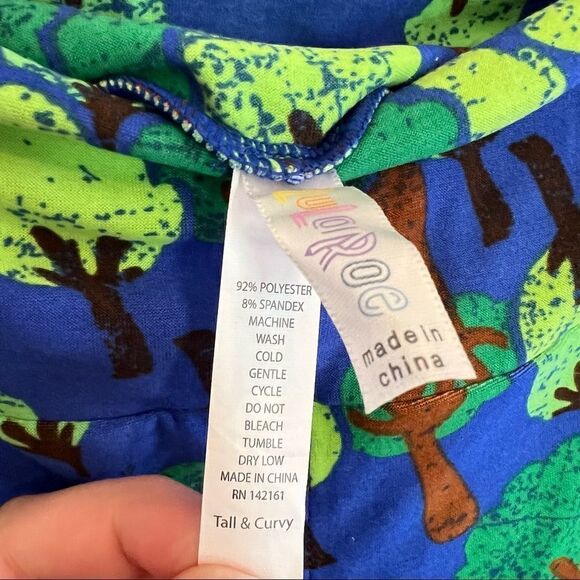 92% POLYESTER
8% SPANDEX
MACHINE
WASH
COLD
GENTLE
CYCLE
DO NOT
BLEACH
TUMBLE
DRY LOW
MADE IN CHINA
RN 142161
Tall & Curvy
LuLaRoe
made in
china